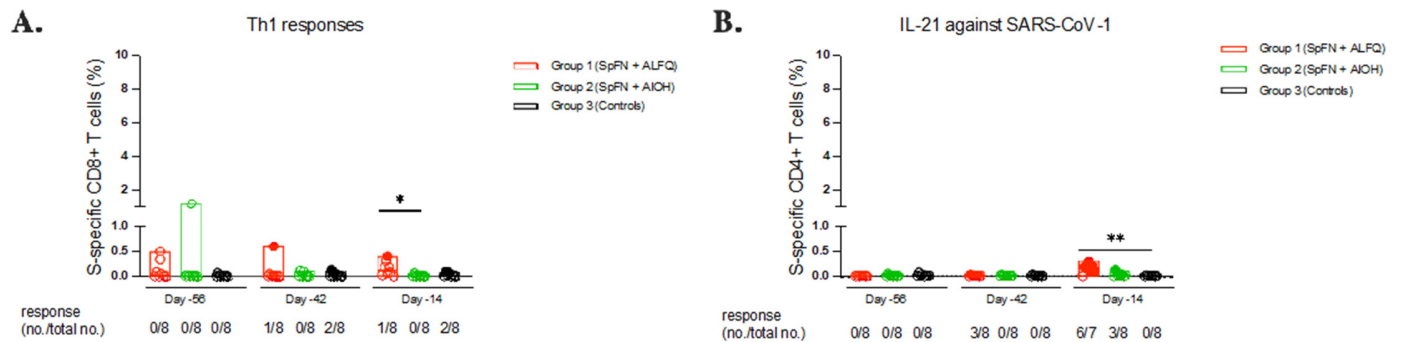 A.
Th1 responses
S-specific CD8+ T cells (%)
10
8
6
4
2
1.0
0.5
0.0
Group 1 (SpFN + ALFQ)
Group 2 (SpFN + AlOH)
Group 3 (Controls)
*
Day -56
Day -42
Day -14
response
(no./total no.)
0/8 0/8 0/8 1/8 0/8 2/8 1/8 0/8 2/8
B.
IL-21 against SARS-CoV-1
S-specific CD4+ T cells (%)
10
8
6
4
2
1.0
0.5
0.0
Group 1 (SpFN + ALFQ)
Group 2 (SpFN + AlOH)
Group 3 (Controls)
**
Day -56
Day -42
Day -14
response
(no./total no.)
0/8 0/8 0/8 3/8 0/8 0/8 6/7 3/8 0/8